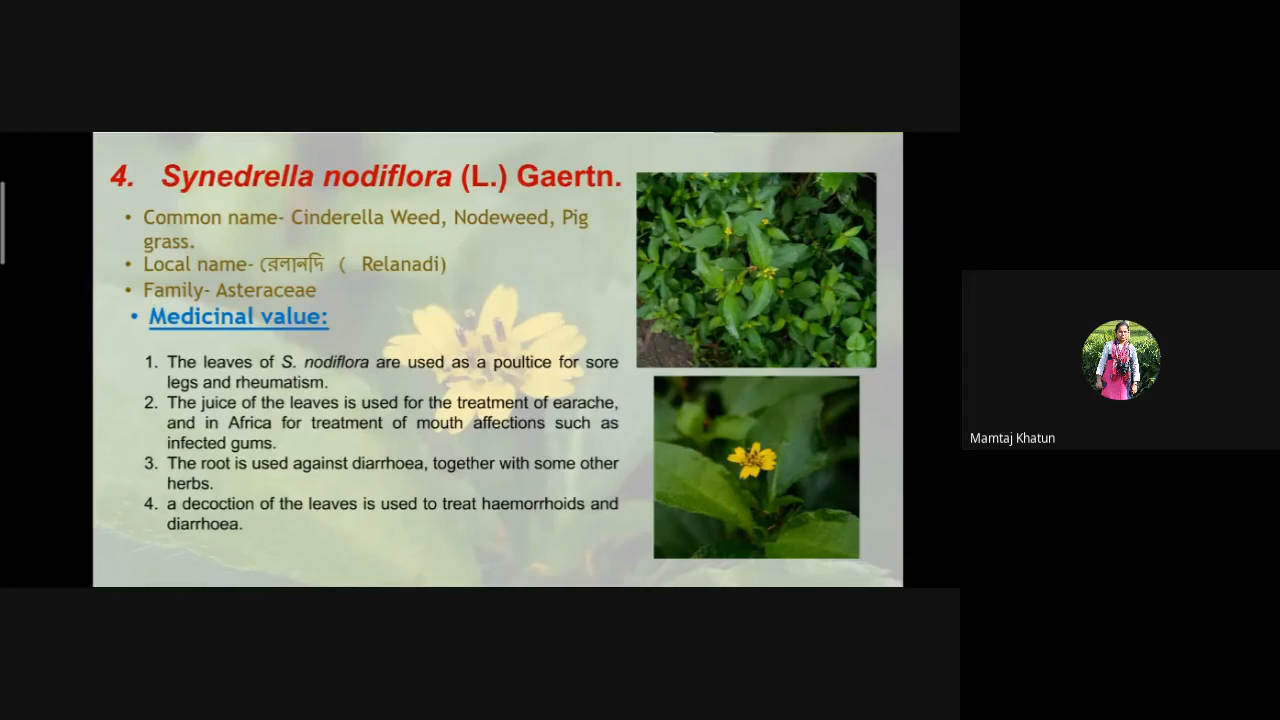 4. Synedrella nodiflora (L.) Gaertn.
• Common name- Cinderella Weed, Nodeweed, Pig
grass.
• Local name- রেলানদি ( Relanadi)
• Family- Asteraceae
• Medicinal value:
1. The leaves of S. nodiflora are used as a poultice for sore
legs and rheumatism.
2. The juice of the leaves is used for the treatment of earache,
and in Africa for treatment of mouth affections such as
infected gums.
3. The root is used against diarrhoea, together with some other
herbs.
4. a decoction of the leaves is used to treat haemorrhoids and
diarrhoea.
Mamtaj Khatun